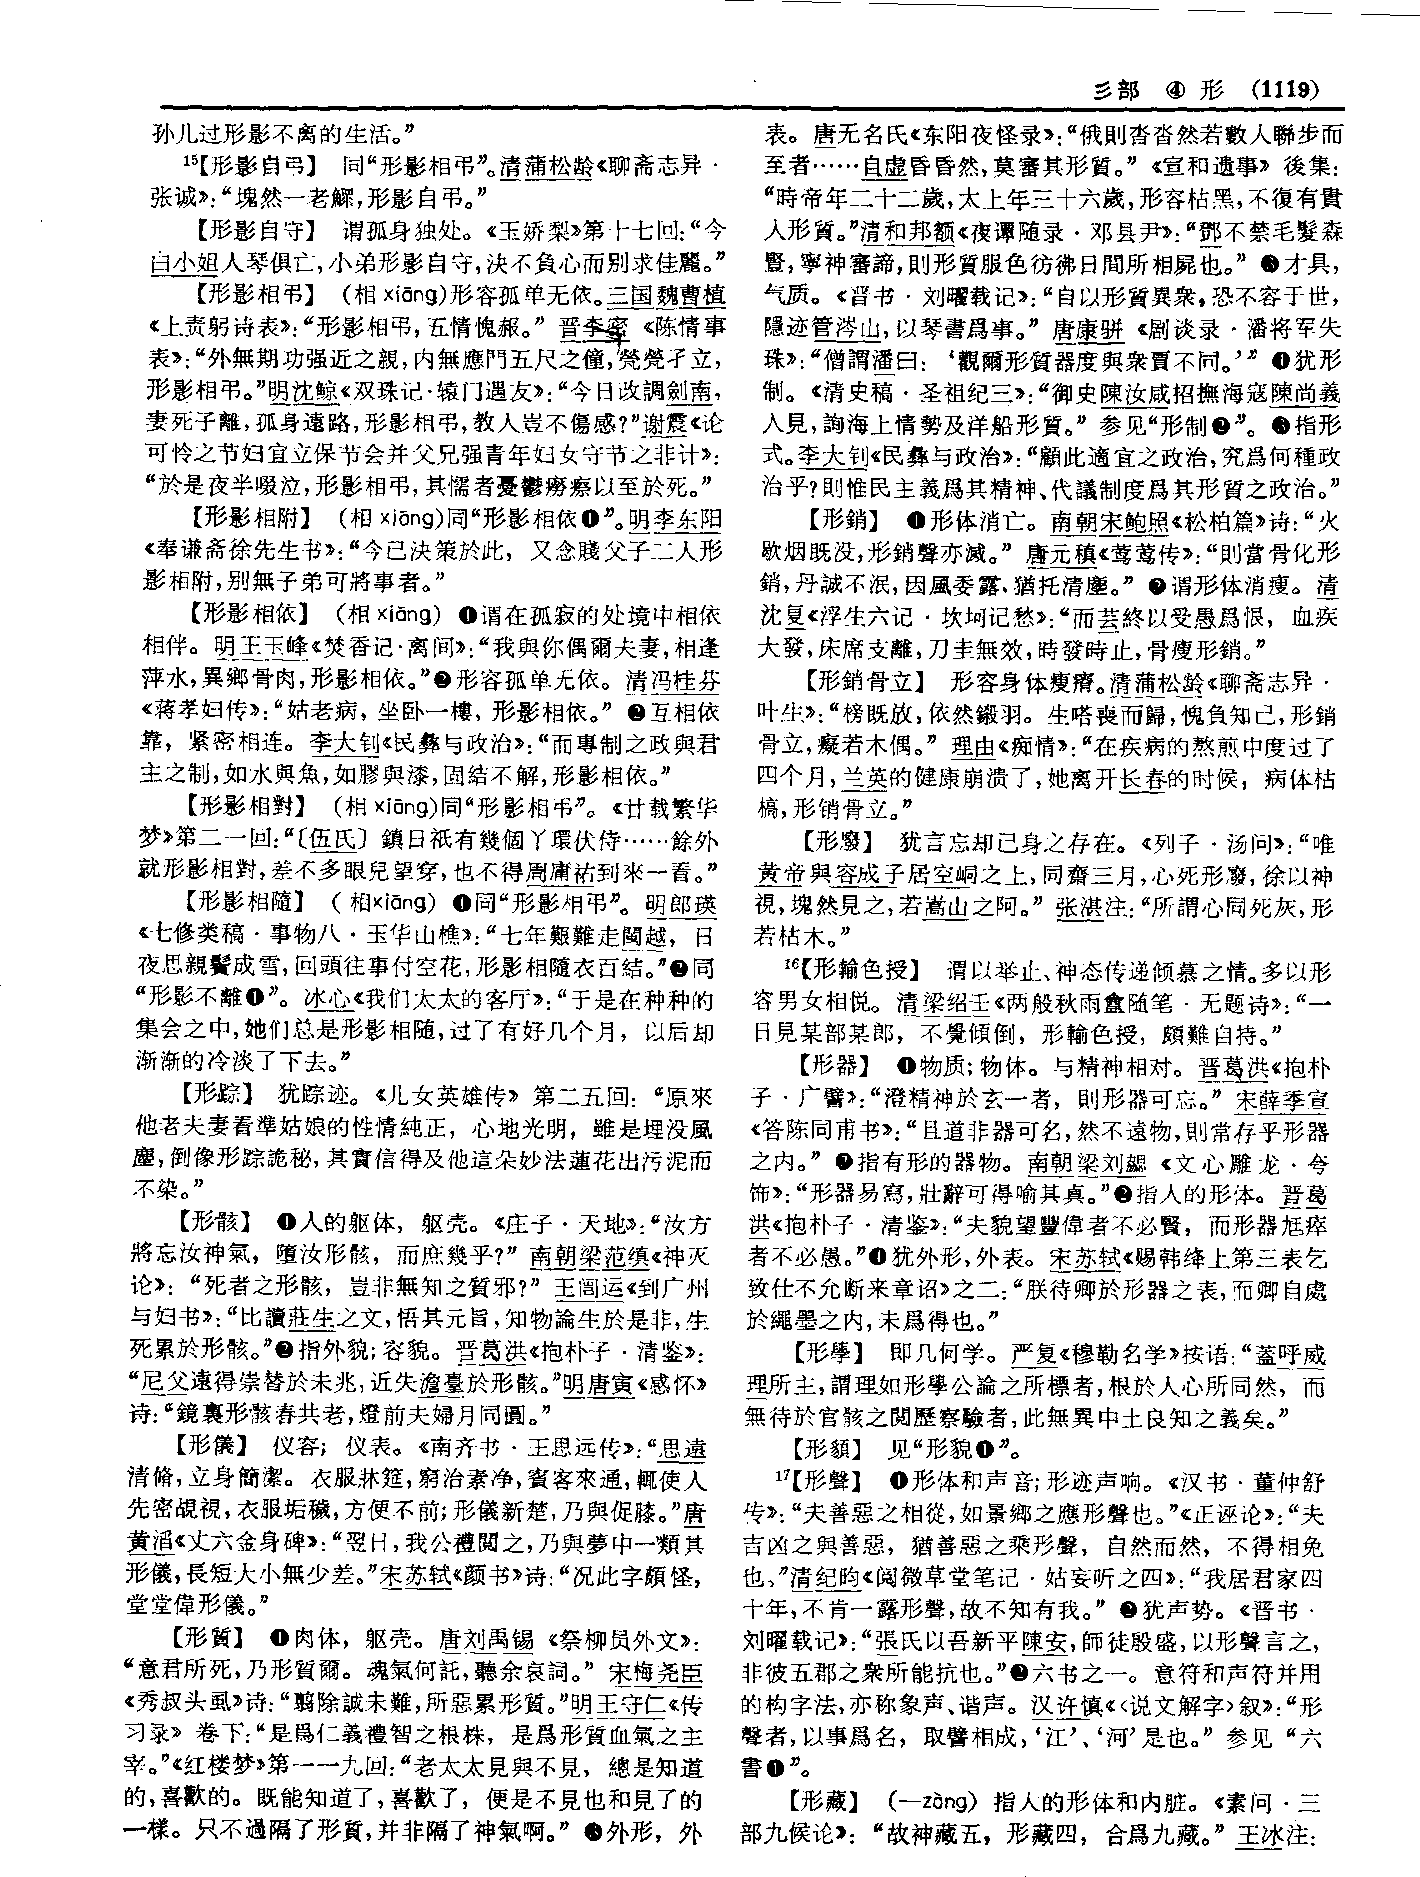 彡部 ④ 形 (1119)
孙儿过形影不离的生活。”
¹⁵【形影自弔】 同“形影相弔”。清蒲松龄《聊斋志异·
张诚》：“塊然一老鰥，形影自弔。”
【形影自守】 谓孤身独处。《玉娇梨》第十七回：“今
白小姐人琴俱亡，小弟形影自守，決不負心而别求佳麗。”
【形影相弔】 （相 xiāng）形容孤单无依。三国魏曹植
《上责躬诗表》：“形影相弔，五情愧赧。” 晋李密《陈情事
表》：“外無期功强近之親，内無應門五尺之僮，煢煢孑立，
形影相弔。”明沈鲸《双珠记·辕门遇友》：“今日改調劍南，
妻死子離，孤身遠路，形影相弔，教人豈不傷感？”谢震《论
可怜之节妇宜立保节会并父兄强青年妇女守节之非计》：
“於是夜半啜泣，形影相弔，其懦者憂鬱癆瘵以至於死。”
【形影相附】 （相 xiāng）同“形影相依❶”。明李东阳
《奉谦斋徐先生书》：“今已决策於此，又念賤父子二人形
影相附，别無子弟可將事者。”
【形影相依】 （相 xiāng） ❶谓在孤寂的处境中相依
相伴。明王玉峰《焚香记·离间》：“我與你偶爾夫妻，相逢
萍水，異鄉骨肉，形影相依。”❷形容孤单无依。清冯桂芬
《蒋孝妇传》：“姑老病，坐卧一樓，形影相依。” ❸互相依
靠，紧密相连。李大钊《民彝与政治》：“而專制之政與君
主之制，如水與魚，如膠與漆，固結不解，形影相依。”
【形影相對】 （相 xiāng）同“形影相弔”。《廿载繁华
梦》第二一回：“〔伍氏〕鎮日祇有幾個丫環伏侍……餘外
就形影相對，差不多眼兒望穿，也不得周庸祐到來一看。”
【形影相隨】 （相xiāng） ❶同“形影相弔”。明郎瑛
《七修类稿·事物八·玉华山樵》：“七年艱難走閩越，日
夜思親鬢成雪，回頭往事付空花，形影相隨衣百結。”❷同
“形影不離❶”。冰心《我们太太的客厅》：“于是在种种的
集会之中，她们总是形影相随，过了有好几个月，以后却
渐渐的冷淡了下去。”
【形踪】 犹踪迹。《儿女英雄传》第二五回：“原來
他老夫妻看準姑娘的性情純正，心地光明，雖是埋没風
塵，倒像形踪詭秘，其實信得及他這朵妙法蓮花出污泥而
不染。”
【形骸】 ❶人的躯体，躯壳。《庄子·天地》：“汝方
將忘汝神氣，墮汝形骸，而庶幾乎？” 南朝梁范缜《神灭
论》：“死者之形骸，豈非無知之質邪？” 王闿运《到广州
与妇书》：“比讀莊生之文，悟其元旨，知物論生於是非，生
死累於形骸。”❷指外貌；容貌。晋葛洪《抱朴子·清鉴》：
“尼父遠得崇替於未兆，近失澹臺於形骸。”明唐寅《感怀》
诗：“鏡裏形骸春共老，燈前夫婦月同圓。”
【形儀】 仪容；仪表。《南齐书·王思远传》：“思遠
清脩，立身簡潔。衣服牀筵，窮治素净，賓客來通，輒使人
先密覘視，衣服垢穢，方便不前；形儀新楚，乃與促膝。”唐
黄滔《丈六金身碑》：“翌日，我公禮閲之，乃與夢中一類其
形儀，長短大小無少差。”宋苏轼《颜书》诗：“况此字頗怪，
堂堂偉形儀。”
【形質】 ❶肉体，躯壳。唐刘禹锡《祭柳员外文》：
“意君所死，乃形質爾。魂氣何託，聽余哀詞。” 宋梅尧臣
《秀叔头虱》诗：“翦除誠未難，所惡累形質。”明王守仁《传
习录》卷下：“是爲仁義禮智之根株，是爲形質血氣之主
宰。”《红楼梦》第一一九回：“老太太見與不見，總是知道
的，喜歡的。既能知道了，喜歡了，便是不見也和見了的
一樣。只不過隔了形質，并非隔了神氣啊。” ❷外形，外
表。唐无名氏《东阳夜怪录》：“俄則沓沓然若數人聯步而
至者……自虚昏昏然，莫審其形質。”《宣和遗事》後集：
“時帝年二十二歲，太上年三十六歲，形容枯黑，不復有貴
人形質。”清和邦额《夜谭随录·邓县尹》：“鄧不禁毛髮森
豎，寧神審諦，則形質服色彷彿日間所相屍也。” ❸才具，
气质。《晋书·刘曜载记》：“自以形質異衆，恐不容于世，
隱迹管涔山，以琴書爲事。” 唐康骈《剧谈录·潘将军失
珠》：“僧謂潘曰：‘觀爾形質器度與衆賈不同。’” ❹犹形
制。《清史稿·圣祖纪三》：“御史陳汝咸招撫海寇陳尚義
入見，詢海上情勢及洋船形質。” 参见“形制❷”。❺指形
式。李大钊《民彝与政治》：“顧此適宜之政治，究爲何種政
治乎？則惟民主義爲其精神、代議制度爲其形質之政治。”
【形銷】 ❶形体消亡。南朝宋鲍照《松柏篇》诗：“火
歇烟既没，形銷聲亦滅。” 唐元稹《莺莺传》：“則當骨化形
銷，丹誠不泯，因風委露，猶托清塵。” ❷谓形体消瘦。清
沈复《浮生六记·坎坷记愁》：“而芸終以受愚爲恨，血疾
大發，床席支離，刀圭無效，時發時止，骨瘦形銷。”
【形銷骨立】 形容身体瘦瘠。清蒲松龄《聊斋志异·
叶生》：“榜既放，依然鎩羽。生嗒喪而歸，愧負知己，形銷
骨立，癡若木偶。” 理由《痴情》：“在疾病的熬煎中度过了
四个月，兰英的健康崩溃了，她离开长春的时候，病体枯
槁，形销骨立。”
【形廢】 犹言忘却己身之存在。《列子·汤问》：“唯
黄帝與容成子居空峒之上，同齋三月，心死形廢，徐以神
視，塊然見之，若嵩山之阿。” 张湛注：“所謂心同死灰，形
若枯木。”
¹⁶【形輸色授】 谓以举止、神态传递倾慕之情。多以形
容男女相悦。清梁绍壬《两般秋雨盦随笔·无题诗》：“一
日見某部某郎，不覺傾倒，形輸色授，頗難自持。”
【形器】 ❶物质；物体。与精神相对。晋葛洪《抱朴
子·广譬》：“澄精神於玄一者，則形器可忘。” 宋薛季宣
《答陈同甫书》：“且道非器可名，然不遠物，則常存乎形器
之内。” ❷指有形的器物。南朝梁刘勰《文心雕龙·夸
饰》：“形器易寫，壯辭可得喻其真。”❸指人的形体。晋葛
洪《抱朴子·清鉴》：“夫貌望豐偉者不必賢，而形器尪瘁
者不必愚。”❹犹外形，外表。宋苏轼《赐韩绛上第三表乞
致仕不允断来章诏》之二：“朕待卿於形器之表，而卿自處
於繩墨之内，未爲得也。”
【形學】 即几何学。严复《穆勒名学》按语：“蓋呼威
理所主，謂理如形學公論之所標者，根於人心所同然，而
無待於官骸之閲歷察驗者，此無異中土良知之義矣。”
【形貌】 见“形貌❶”。
¹⁷【形聲】 ❶形体和声音；形迹声响。《汉书·董仲舒
传》：“夫善惡之相從，如景鄉之應形聲也。”《正诬论》：“夫
吉凶之與善惡，猶善惡之乘形聲，自然而然，不得相免
也。”清纪昀《阅微草堂笔记·姑妄听之四》：“我居君家四
十年，不肯一露形聲，故不知有我。” ❷犹声势。《晋书·
刘曜载记》：“張氏以吾新平陳安，師徒殷盛，以形聲言之，
非彼五郡之衆所能抗也。”❸六书之一。意符和声符并用
的构字法，亦称象声、谐声。汉许慎《〈说文解字〉叙》：“形
聲者，以事爲名，取譬相成，‘江’、‘河’是也。” 参见“六
書❶”。
【形藏】 （—zàng）指人的形体和内脏。《素问·三
部九候论》：“故神藏五，形藏四，合爲九藏。” 王冰注：